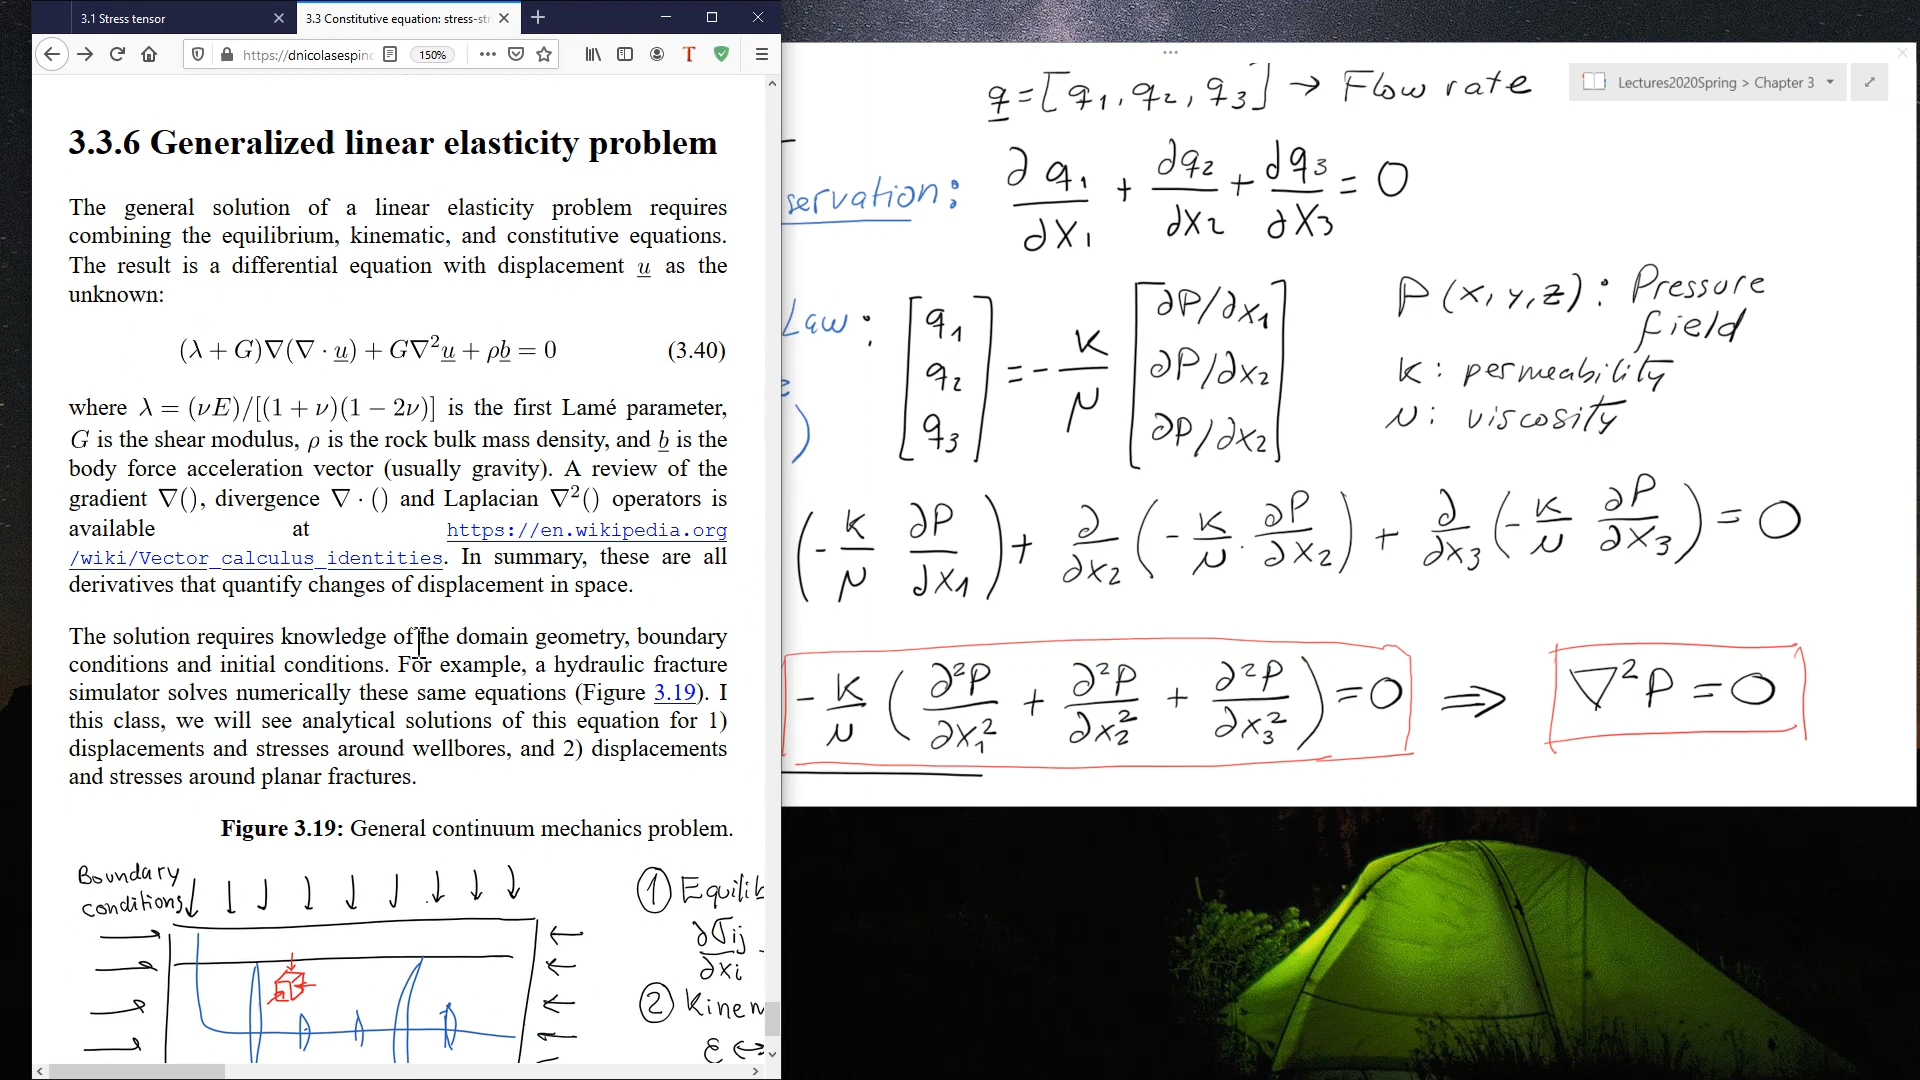 3.1 Stress tensor
3.3 Constitutive equation: stress-str
https://dnicolasespino
150%
3.3.6 Generalized linear elasticity problem
The general solution of a linear elasticity problem requires
combining the equilibrium, kinematic, and constitutive equations.
The result is a differential equation with displacement u as the
unknown:
(λ + G)∇(∇ · u) + G∇²u + ρb = 0 (3.40)
where λ = (νE)/[(1 + ν)(1 − 2ν)] is the first Lamé parameter,
G is the shear modulus, ρ is the rock bulk mass density, and b is the
body force acceleration vector (usually gravity). A review of the
gradient ∇(), divergence ∇ · () and Laplacian ∇²() operators is
available at https://en.wikipedia.org
/wiki/Vector_calculus_identities. In summary, these are all
derivatives that quantify changes of displacement in space.
The solution requires knowledge of the domain geometry, boundary
conditions and initial conditions. For example, a hydraulic fracture
simulator solves numerically these same equations (Figure 3.19). I
this class, we will see analytical solutions of this equation for 1)
displacements and stresses around wellbores, and 2) displacements
and stresses around planar fractures.
Figure 3.19: General continuum mechanics problem.
Boundary
conditions
① Equilib
∂σij
∂xi
② Kinem
ε ↔
Lectures2020Spring > Chapter 3
q = [q1, q2, q3] → Flow rate
servation: ∂q1/∂x1 + ∂q2/∂x2 + ∂q3/∂x3 = 0
Law: [q1 q2 q3] = − K/μ [∂P/∂x1 ∂P/∂x2 ∂P/∂x2]
P(x, y, z): Pressure
field
K: permeability
μ: viscosity
(−K/μ ∂P/∂x1) + ∂/∂x2 (−K/μ · ∂P/∂x2) + ∂/∂x3 (−K/μ ∂P/∂x3) = 0
−K/μ (∂²P/∂x1² + ∂²P/∂x2² + ∂²P/∂x3²) = 0 ⟹ ∇²P = 0